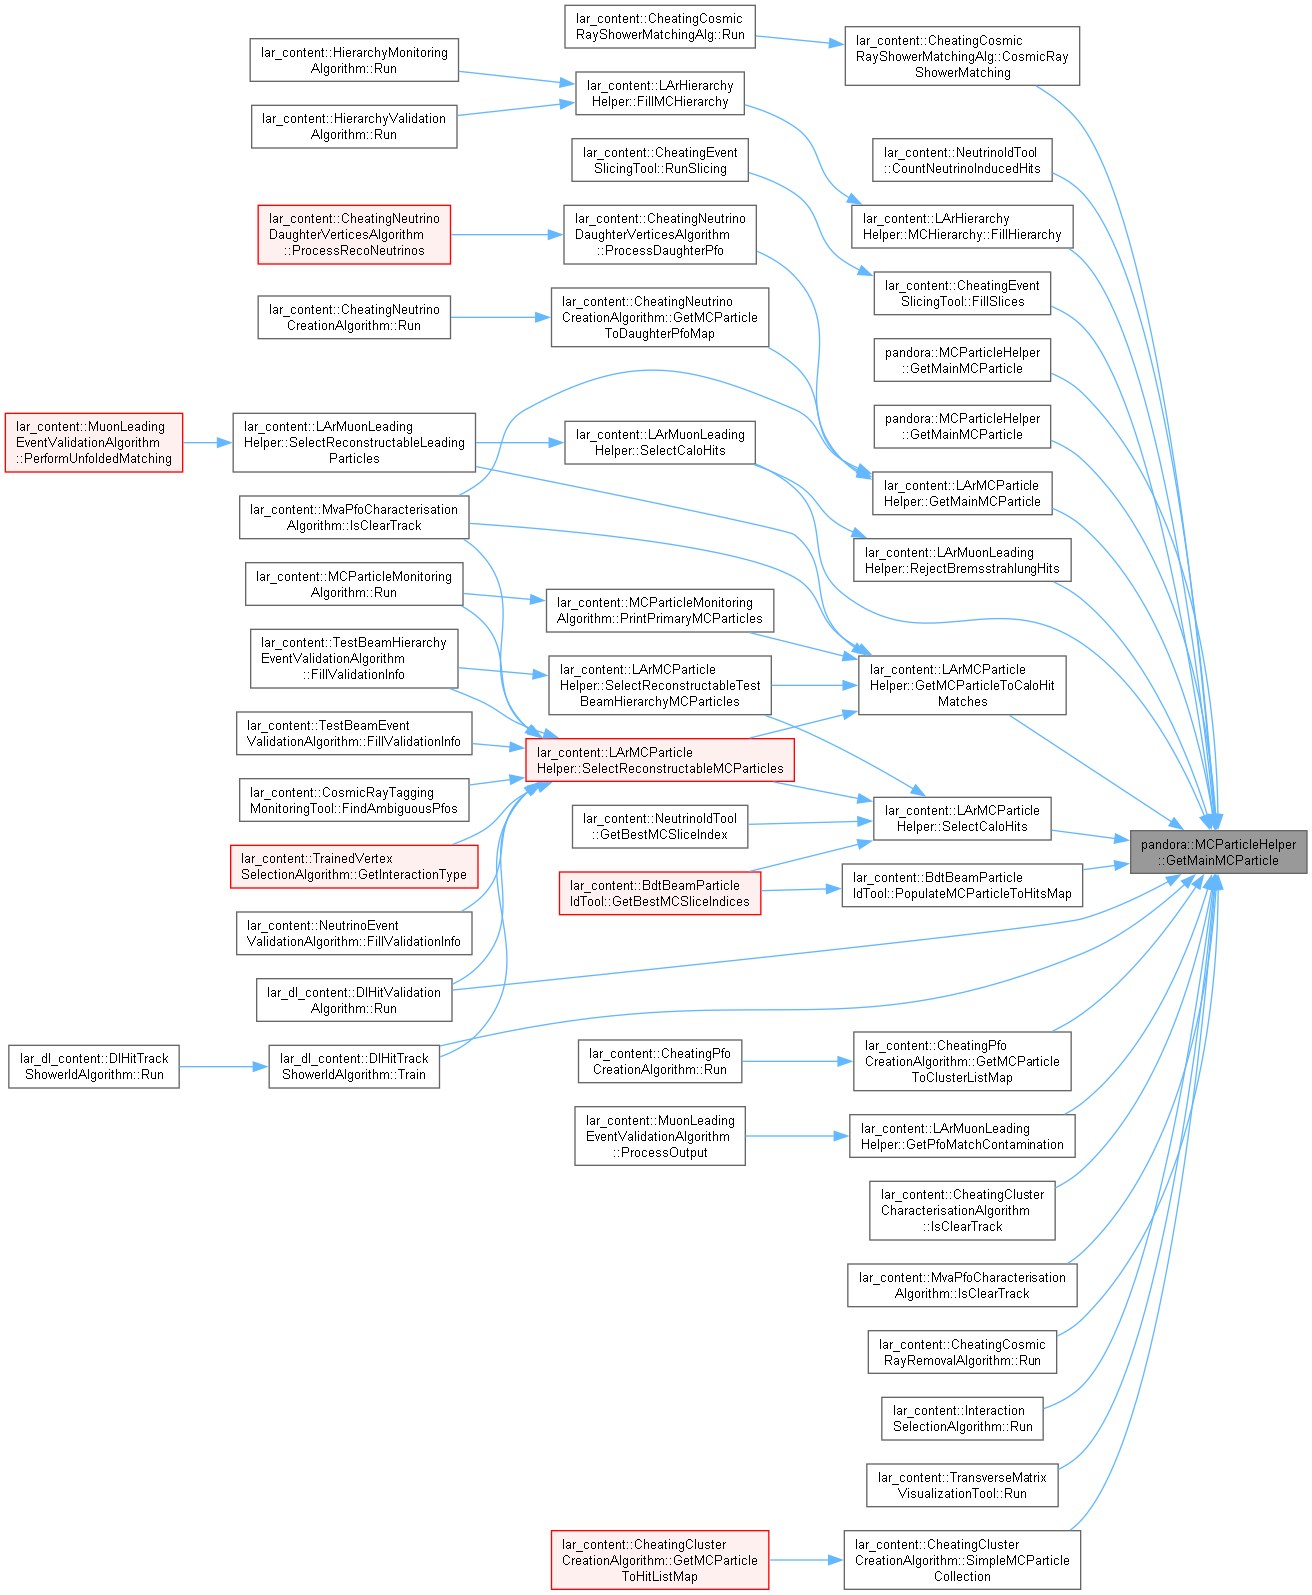 lar_content::CheatingCosmic
RayShowerMatchingAlg::Run
lar_content::CheatingCosmic
RayShowerMatchingAlg::CosmicRay
ShowerMatching
lar_content::HierarchyMonitoring
Algorithm::Run
lar_content::LArHierarchy
Helper::FillMCHierarchy
lar_content::HierarchyValidation
Algorithm::Run
lar_content::CheatingEvent
SlicingTool::RunSlicing
lar_content::NeutrinoIdTool
::CountNeutrinoInducedHits
lar_content::CheatingNeutrino
DaughterVerticesAlgorithm
::ProcessRecoNeutrinos
lar_content::CheatingNeutrino
DaughterVerticesAlgorithm
::ProcessDaughterPfo
lar_content::LArHierarchy
Helper::MCHierarchy::FillHierarchy
lar_content::CheatingEvent
SlicingTool::FillSlices
lar_content::CheatingNeutrino
CreationAlgorithm::Run
lar_content::CheatingNeutrino
CreationAlgorithm::GetMCParticle
ToDaughterPfoMap
pandora::MCParticleHelper
::GetMainMCParticle
pandora::MCParticleHelper
::GetMainMCParticle
lar_content::MuonLeading
EventValidationAlgorithm
::PerformUnfoldedMatching
lar_content::LArMuonLeading
Helper::SelectReconstructableLeading
Particles
lar_content::LArMuonLeading
Helper::SelectCaloHits
lar_content::LArMCParticle
Helper::GetMainMCParticle
lar_content::MvaPfoCharacterisation
Algorithm::IsClearTrack
lar_content::LArMuonLeading
Helper::RejectBremsstrahlungHits
lar_content::MCParticleMonitoring
Algorithm::Run
lar_content::MCParticleMonitoring
Algorithm::PrintPrimaryMCParticles
lar_content::TestBeamHierarchy
EventValidationAlgorithm
::FillValidationInfo
lar_content::LArMCParticle
Helper::SelectReconstructableTest
BeamHierarchyMCParticles
lar_content::LArMCParticle
Helper::GetMCParticleToCaloHit
Matches
lar_content::TestBeamEvent
ValidationAlgorithm::FillValidationInfo
lar_content::LArMCParticle
Helper::SelectReconstructableMCParticles
lar_content::CosmicRayTagging
MonitoringTool::FindAmbiguousPfos
lar_content::NeutrinoIdTool
::GetBestMCSliceIndex
lar_content::LArMCParticle
Helper::SelectCaloHits
pandora::MCParticleHelper
::GetMainMCParticle
lar_content::TrainedVertex
SelectionAlgorithm::GetInteractionType
lar_content::BdtBeamParticle
IdTool::GetBestMCSliceIndices
lar_content::BdtBeamParticle
IdTool::PopulateMCParticleToHitsMap
lar_content::NeutrinoEvent
ValidationAlgorithm::FillValidationInfo
lar_dl_content::DlHitValidation
Algorithm::Run
lar_dl_content::DlHitTrack
ShowerIdAlgorithm::Run
lar_dl_content::DlHitTrack
ShowerIdAlgorithm::Train
lar_content::CheatingPfo
CreationAlgorithm::Run
lar_content::CheatingPfo
CreationAlgorithm::GetMCParticle
ToClusterListMap
lar_content::MuonLeading
EventValidationAlgorithm
::ProcessOutput
lar_content::LArMuonLeading
Helper::GetPfoMatchContamination
lar_content::CheatingCluster
CharacterisationAlgorithm
::IsClearTrack
lar_content::MvaPfoCharacterisation
Algorithm::IsClearTrack
lar_content::CheatingCosmic
RayRemovalAlgorithm::Run
lar_content::Interaction
SelectionAlgorithm::Run
lar_content::TransverseMatrix
VisualizationTool::Run
lar_content::CheatingCluster
CreationAlgorithm::GetMCParticle
ToHitListMap
lar_content::CheatingCluster
CreationAlgorithm::SimpleMCParticle
Collection